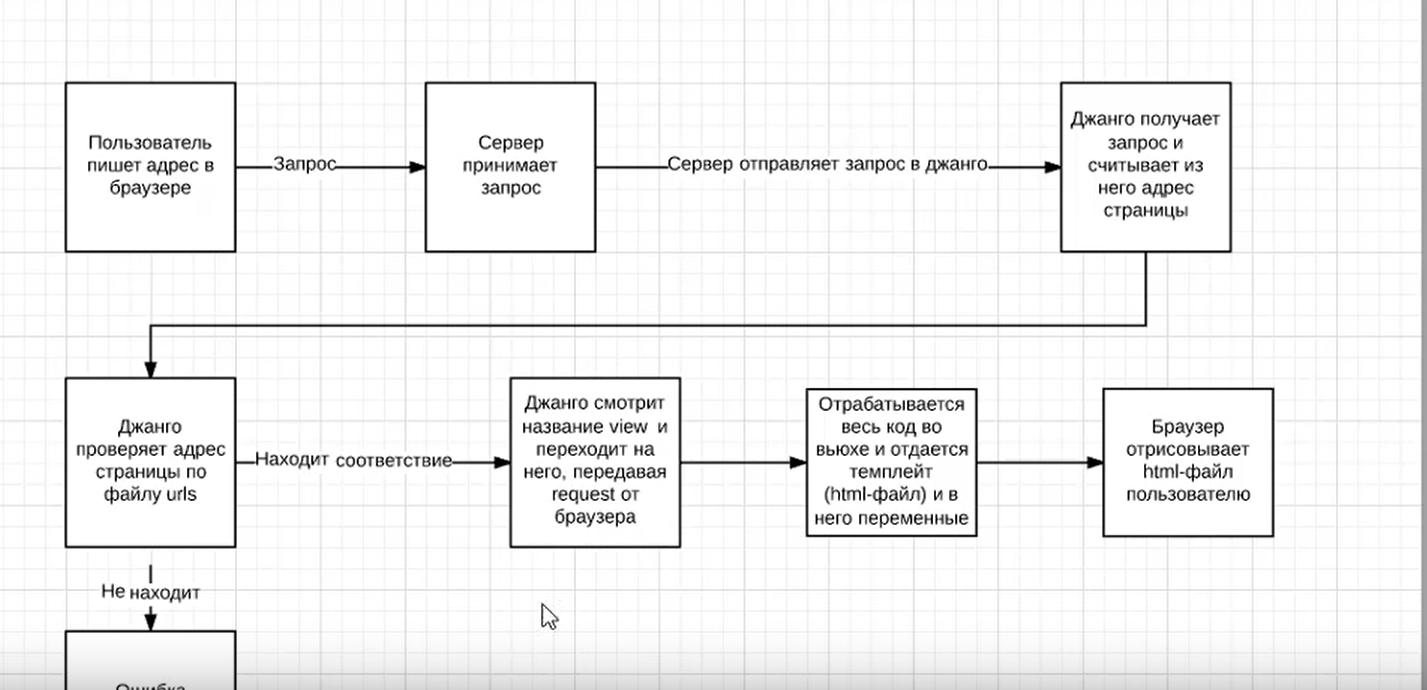 Пользователь
пишет адрес в
браузере
Запрос
Сервер
принимает
запрос
Сервер отправляет запрос в джанго
Джанго получает
запрос и
считывает из
него адрес
страницы
Джанго
проверяет адрес
страницы по
файлу urls
Находит соответствие
Джанго смотрит
название view и
переходит на
него, передавая
request от
браузера
Отрабатывается
весь код во
вьюхе и отдается
темплейт
(html-файл) и в
него переменные
Браузер
отрисовывает
html-файл
пользователю
Не находит
Ошибка